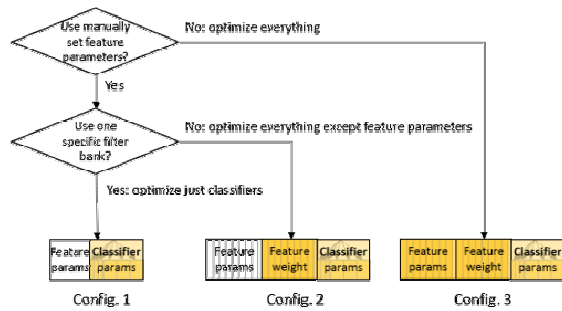 Use manually
set feature
parameters?
No: optimize everything
Yes
Use one
specific filter
bank?
No: optimize everything except feature parameters
Yes: optimize just classifiers
Feature
params
Classifier
params
Feature
params
Feature
weight
Classifier
params
Feature
params
Feature
weight
Classifier
params
Config. 1
Config. 2
Config. 3